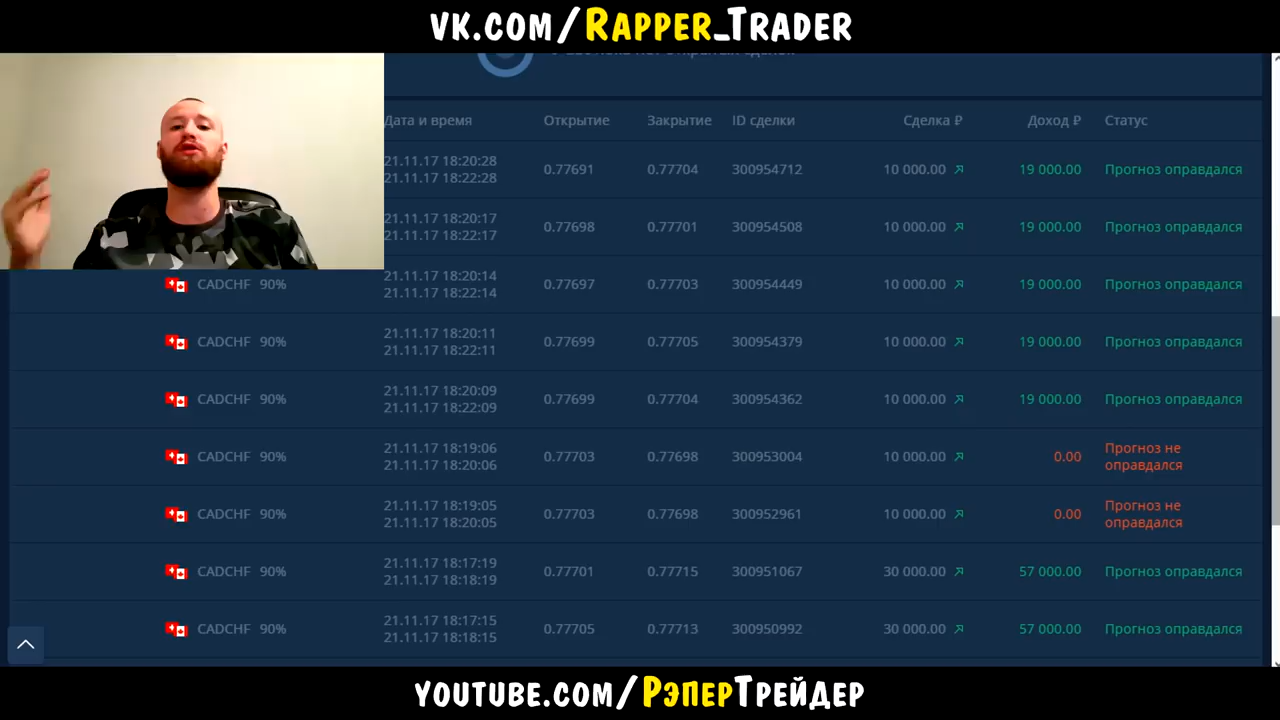 vk.com/Rapper_Trader
Дата и время Открытие Закрытие ID сделки Сделка ₽ Доход ₽ Статус
21.11.17 18:20:28
21.11.17 18:22:28
0.77691 0.77704 300954712 10 000.00 19 000.00 Прогноз оправдался
21.11.17 18:20:17
21.11.17 18:22:17
0.77698 0.77701 300954508 10 000.00 19 000.00 Прогноз оправдался
CADCHF 90%
21.11.17 18:20:14
21.11.17 18:22:14
0.77697 0.77703 300954449 10 000.00 19 000.00 Прогноз оправдался
CADCHF 90%
21.11.17 18:20:11
21.11.17 18:22:11
0.77699 0.77705 300954379 10 000.00 19 000.00 Прогноз оправдался
CADCHF 90%
21.11.17 18:20:09
21.11.17 18:22:09
0.77699 0.77704 300954362 10 000.00 19 000.00 Прогноз оправдался
CADCHF 90%
21.11.17 18:19:06
21.11.17 18:20:06
0.77703 0.77698 300953004 10 000.00 0.00
Прогноз не
оправдался
CADCHF 90%
21.11.17 18:19:05
21.11.17 18:20:05
0.77703 0.77698 300952961 10 000.00 0.00
Прогноз не
оправдался
CADCHF 90%
21.11.17 18:17:19
21.11.17 18:18:19
0.77701 0.77715 300951067 30 000.00 57 000.00 Прогноз оправдался
CADCHF 90%
21.11.17 18:17:15
21.11.17 18:18:15
0.77705 0.77713 300950992 30 000.00 57 000.00 Прогноз оправдался
youtube.com/РэперТрейдер